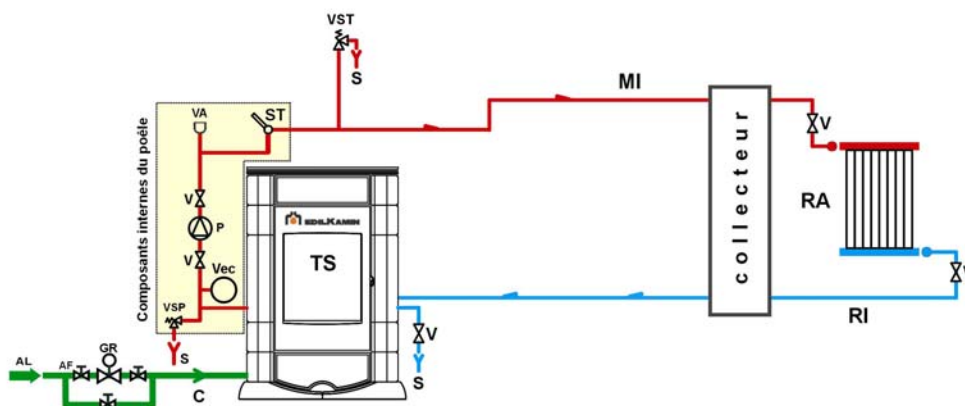 VST
S
MI
VA
ST
V
P
V
Vec
VSP
S
Composants internes du poêle
EDILKAMIN
TS
collecteur
V
RA
V
RI
V
S
AL
AF
GR
C